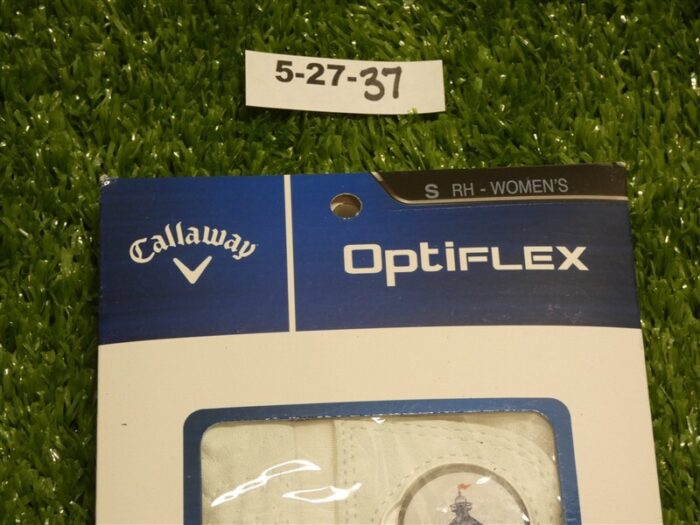 5-27-37
S RH - WOMEN'S
Callaway
OptiFLEX